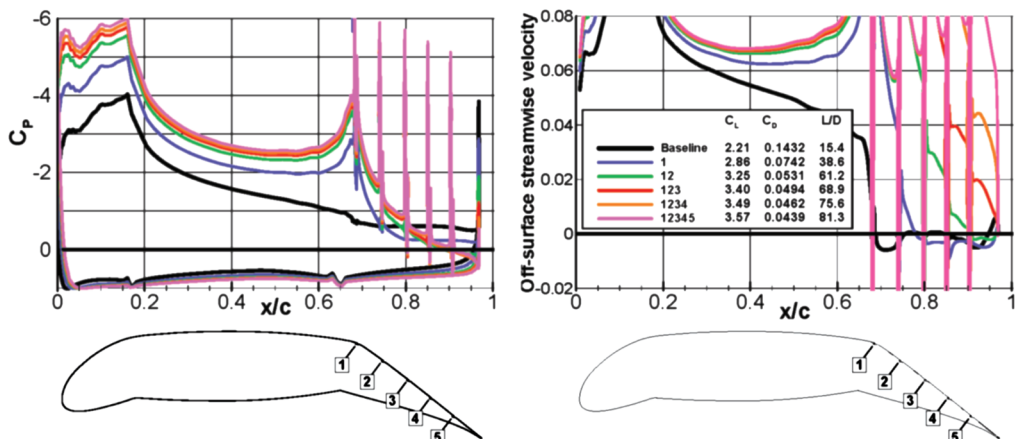 -6
-4
-2
0
C_P
0
0.2
0.4
0.6
0.8
1
x/c
1
2
3
4
5
0.08
0.06
0.04
0.02
0
-0.02
Off-surface streamwise velocity
C_L C_D L/D
Baseline 2.21 0.1432 15.4
1 2.86 0.0742 38.6
12 3.25 0.0531 61.2
123 3.40 0.0494 68.9
1234 3.49 0.0462 75.6
12345 3.57 0.0439 81.3
0
0.2
0.4
0.6
0.8
1
x/c
1
2
3
4
5